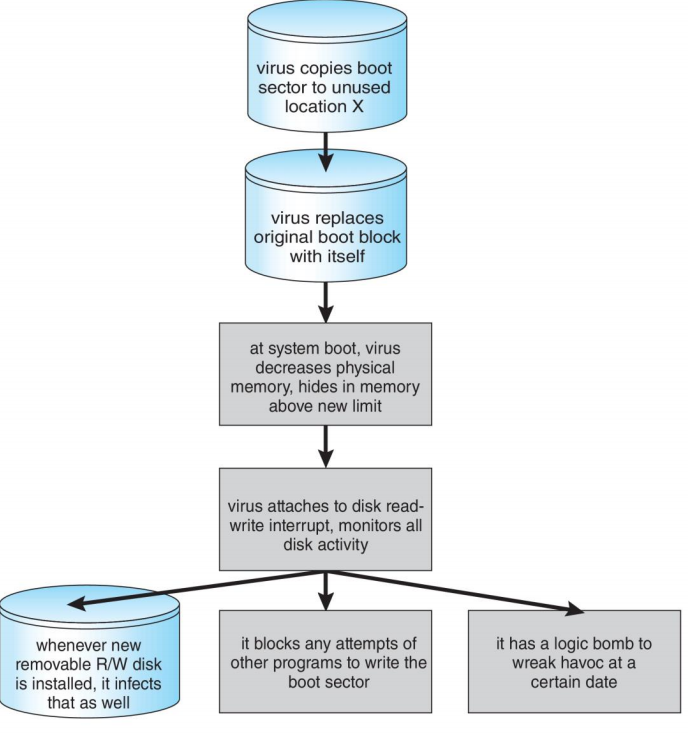 virus copies boot
sector to unused
location X
virus replaces
original boot block
with itself
at system boot, virus
decreases physical
memory, hides in memory
above new limit
virus attaches to disk read-
write interrupt, monitors all
disk activity
whenever new
removable R/W disk
is installed, it infects
that as well
it blocks any attempts of
other programs to write the
boot sector
it has a logic bomb to
wreak havoc at a
certain date